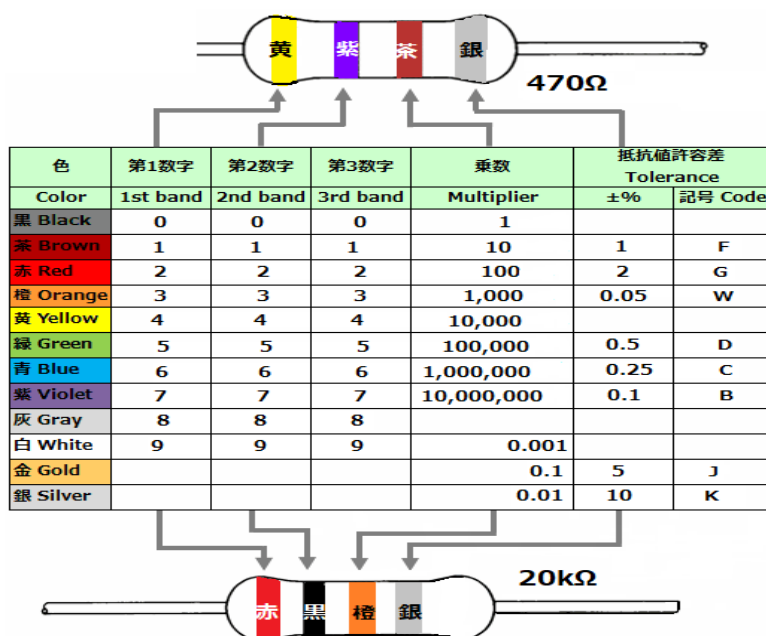 黄 紫 茶 銀
470Ω
色 第1数字 第2数字 第3数字 乗数 抵抗値許容差
Tolerance
Color 1st band 2nd band 3rd band Multiplier ±% 記号 Code
黒 Black 0 0 0 1
茶 Brown 1 1 1 10 1 F
赤 Red 2 2 2 100 2 G
橙 Orange 3 3 3 1,000 0.05 W
黄 Yellow 4 4 4 10,000
緑 Green 5 5 5 100,000 0.5 D
青 Blue 6 6 6 1,000,000 0.25 C
紫 Violet 7 7 7 10,000,000 0.1 B
灰 Gray 8 8 8
白 White 9 9 9 0.001
金 Gold 0.1 5 J
銀 Silver 0.01 10 K
20kΩ
赤 黒 橙 銀